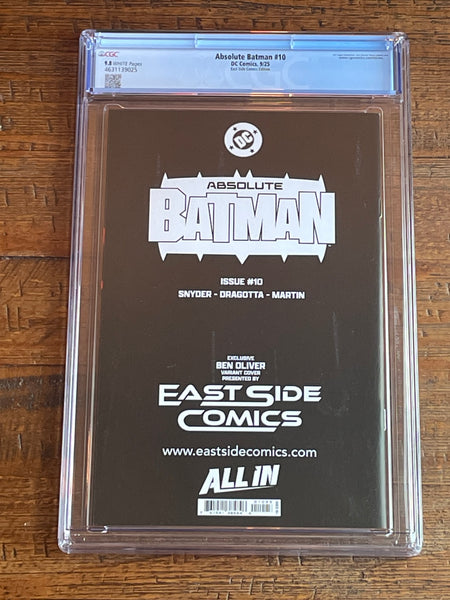 CGC
Absolute Batman #10
9.8 WHITE Pages
DC Comics, 9/25
4631139025
East Side Comics Edition
DC
ABSOLUTE
BATMAN
ISSUE #10
SNYDER - DRAGOTTA - MARTIN
EXCLUSIVE
BEN OLIVER
VARIANT COVER
PRESENTED BY
EAST SIDE
COMICS
www.eastsidecomics.com
ALL IN